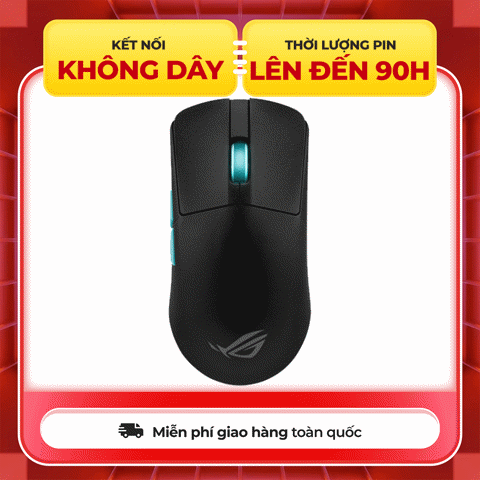 KẾT NỐI
KHÔNG DÂY
THỜI LƯỢNG PIN
LÊN ĐẾN 90H
Miễn phí giao hàng toàn quốc